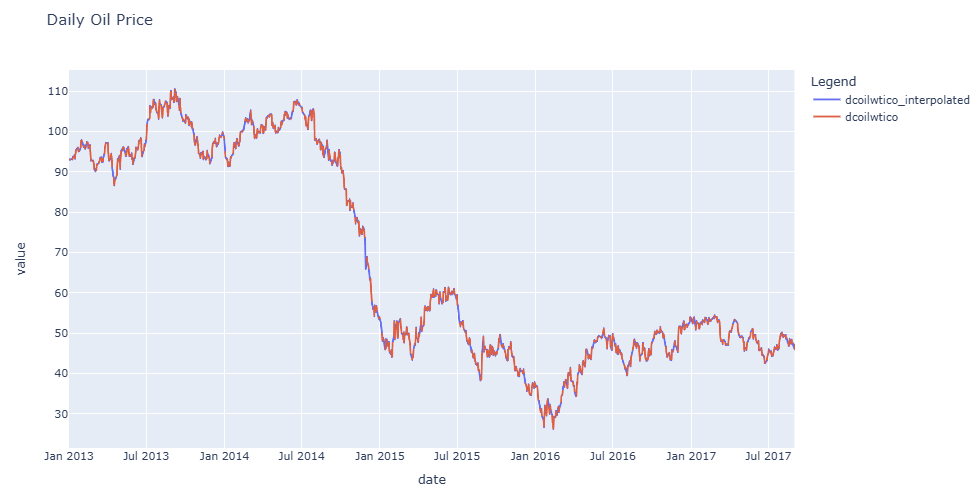 Daily Oil Price
Legend
dcoilwtico_interpolated
dcoilwtico
value
110
100
90
80
70
60
50
40
30
Jan 2013
Jul 2013
Jan 2014
Jul 2014
Jan 2015
Jul 2015
Jan 2016
Jul 2016
Jan 2017
Jul 2017
date